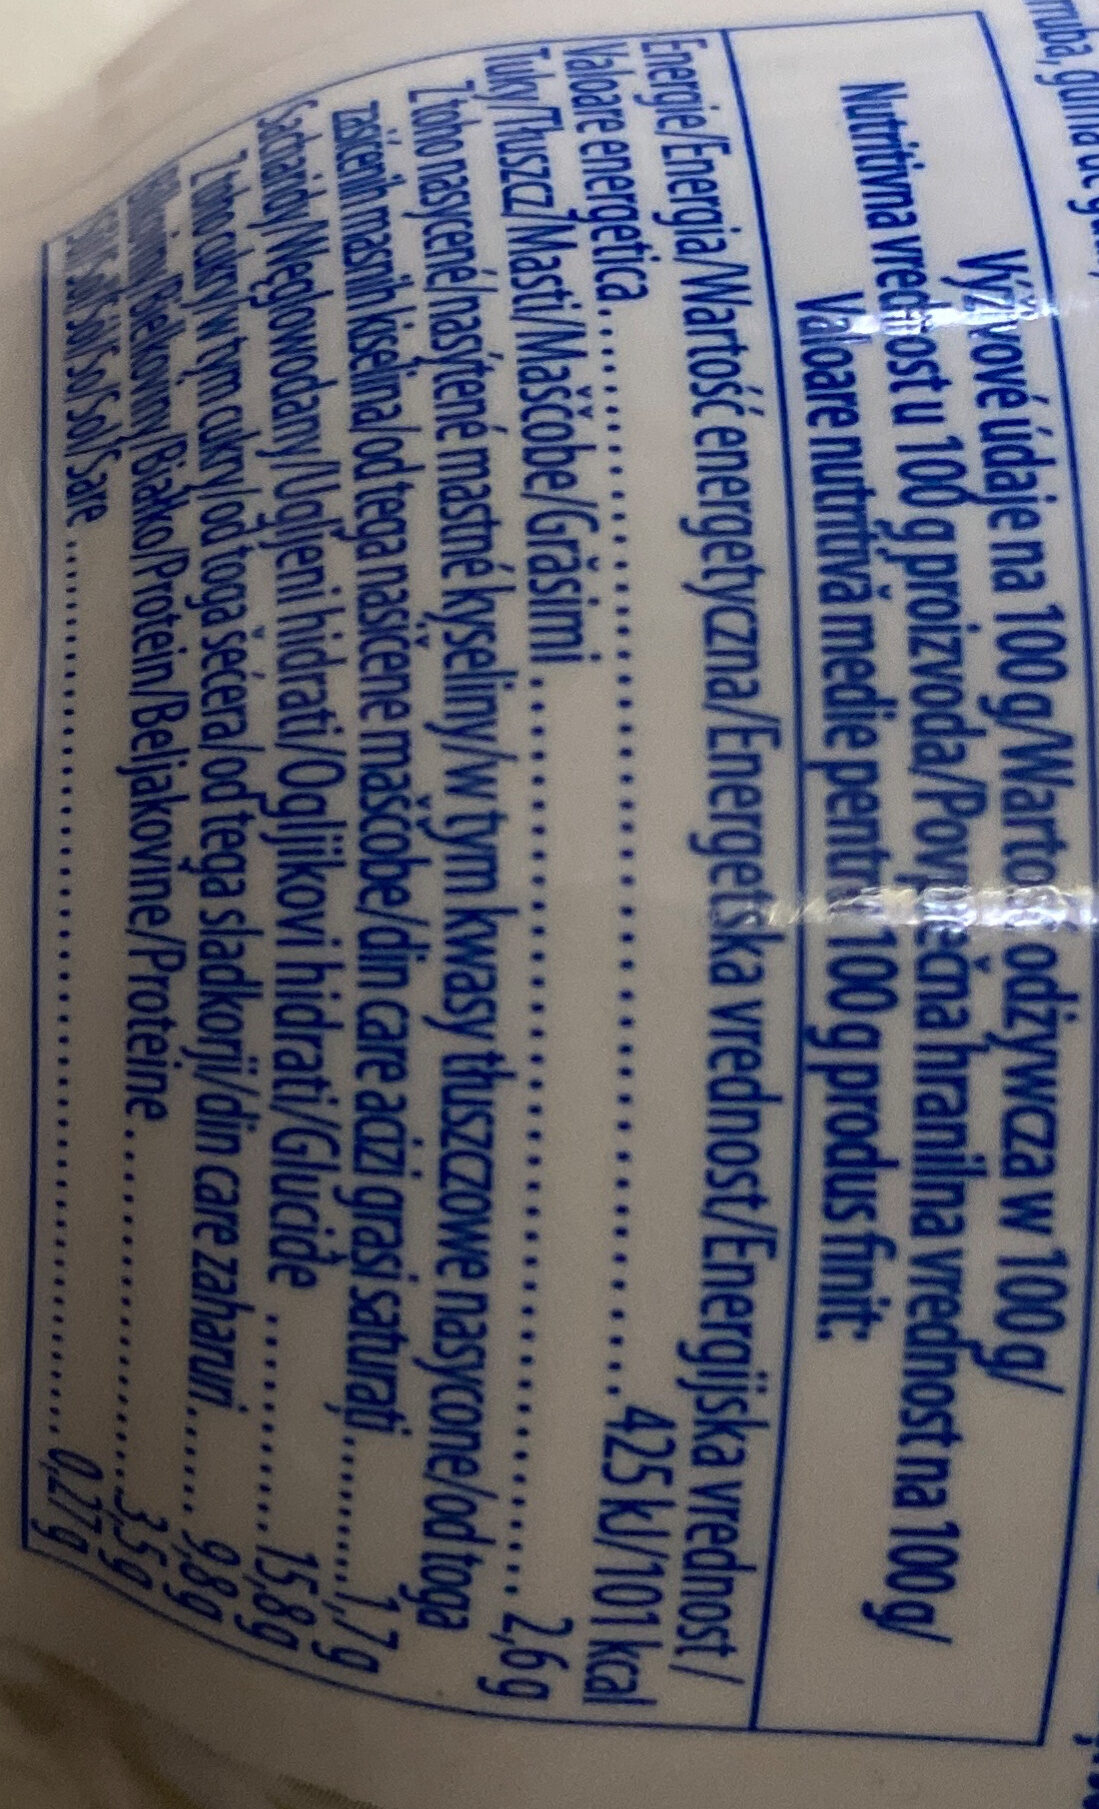 Výživové údaje na 100 g/Wartość odżywcza w 100 g/
Nutritivna vrednost u 100 g proizvoda/Povprečna hranilna vrednost na 100 g/
Valoare nutritivă medie pentru 100 g produs finit:
Energie/Energia/Wartość energetyczna/Energetska vrednost/Energijska vrednost/
Valoare energetica.......... 425 kJ/101 kcal
Tuky/Tłuszcz/Masti/Maščobe/Grăsimi .......... 2,6 g
Z toho nasycené/nasýtené mastné kyseliny/w tym kwasy tłuszczowe nasycone/od toga
zasićenih masnih kiselina/od tega nasičene maščobe/din care acizi grasi saturați.......... 1,7 g
Sacharidy/Węglowodany/Ugljeni hidrati/Ogljikovi hidrati/Glucide .......... 15,8 g
Z toho cukry/w tym cukry/od toga šećera/od tega sladkorji/din care zaharuri.......... 9,8 g
Bielkoviny/Białko/Protein/Beljakovine/Proteine.......... 3,5 g
Sól/So/Sol/Sare .......... 0,27 g